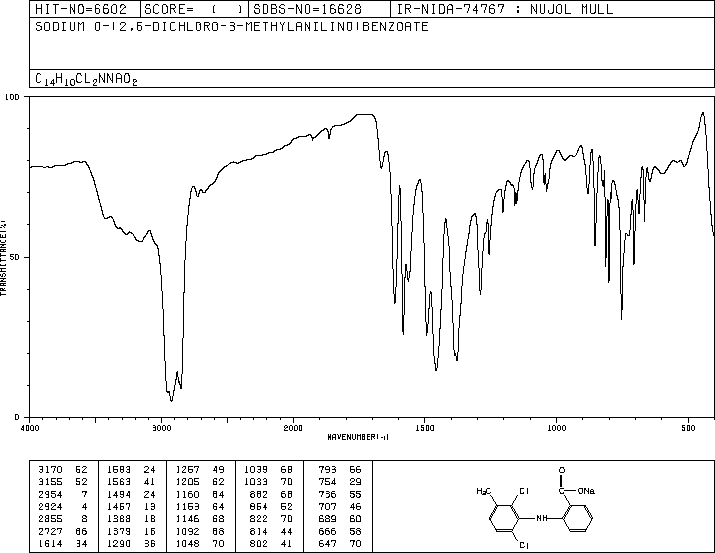 HIT-NO=6602 SCORE= ( ) SDBS-NO=16628 IR-NIDA-74767 : NUJOL MULL
SODIUM O-(2,6-DICHLORO-3-METHYLANILINO)BENZOATE
C14H10CL2NNAO2
100
50
0
TRANSMITTANCE(%)
4000 3000 2000 1500 1000 500
WAVENUMBER(-1)
3170 52 1583 24 1257 49 1039 68 793 56
3155 52 1563 41 1205 62 1033 70 754 29
2954 7 1494 24 1160 64 882 68 736 55
2924 4 1457 13 1153 64 854 52 707 46
2855 8 1388 18 1146 68 822 70 689 60
2727 66 1379 16 1092 68 814 44 666 58
1614 34 1290 36 1048 70 802 41 647 70
O
H3C Cl C ONa
NH
Cl